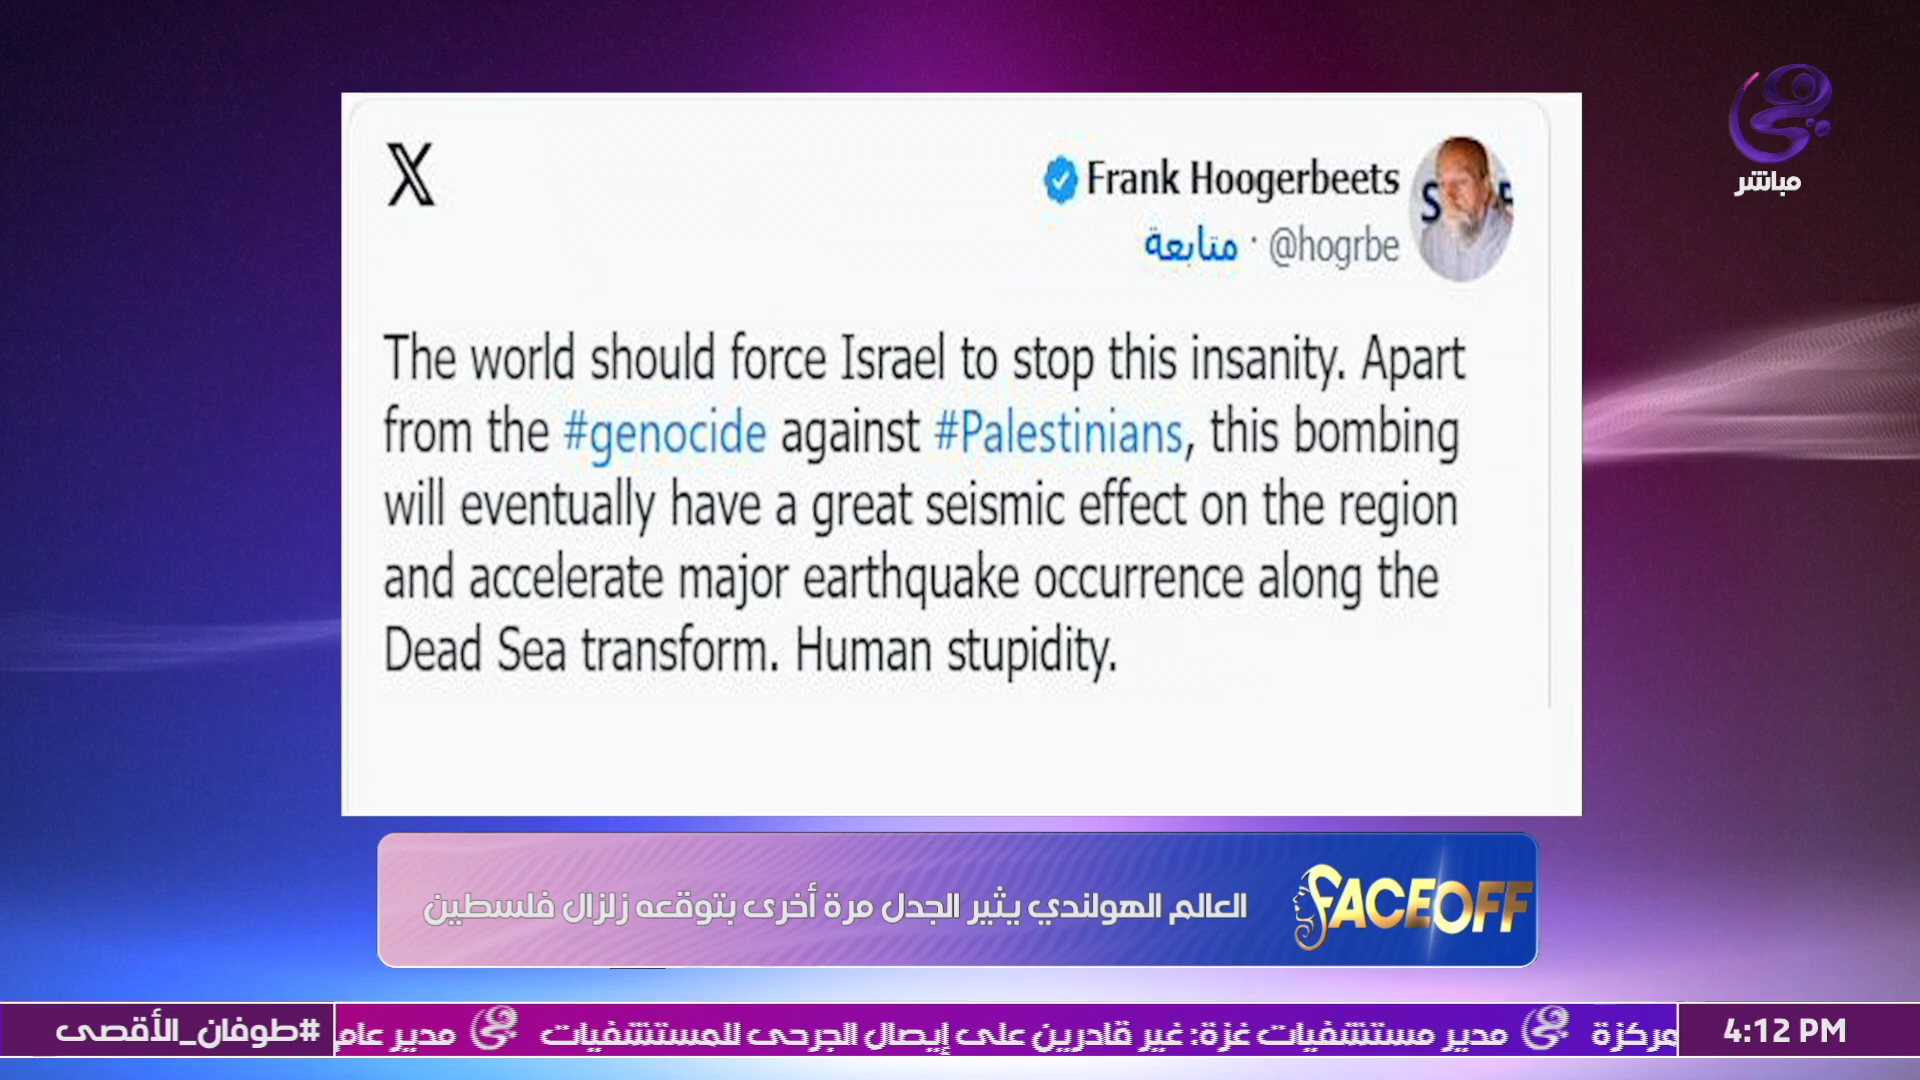 مباشر
X
Frank Hoogerbeets
@hogrbe · متابعة
The world should force Israel to stop this insanity. Apart
from the #genocide against #Palestinians, this bombing
will eventually have a great seismic effect on the region
and accelerate major earthquake occurrence along the
Dead Sea transform. Human stupidity.
FACEOFF
العالم الهولندي يثير الجدل مرة أخرى بتوقعه زلزال فلسطين
4:12 PM
مركزة مدير مستشفيات غزة: غير قادرين على إيصال الجرحى للمستشفيات مدير عام
#طوفان_الأقصى